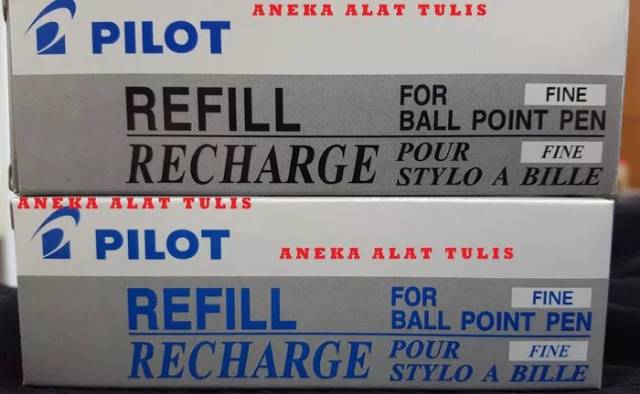 ANEKA ALAT TULIS
PILOT
REFILL FOR FINE
BALL POINT PEN
RECHARGE POUR FINE
STYLO A BILLE
ANEKA ALAT TULIS
PILOT
ANEKA ALAT TULIS
REFILL FOR FINE
BALL POINT PEN
RECHARGE POUR FINE
STYLO A BILLE